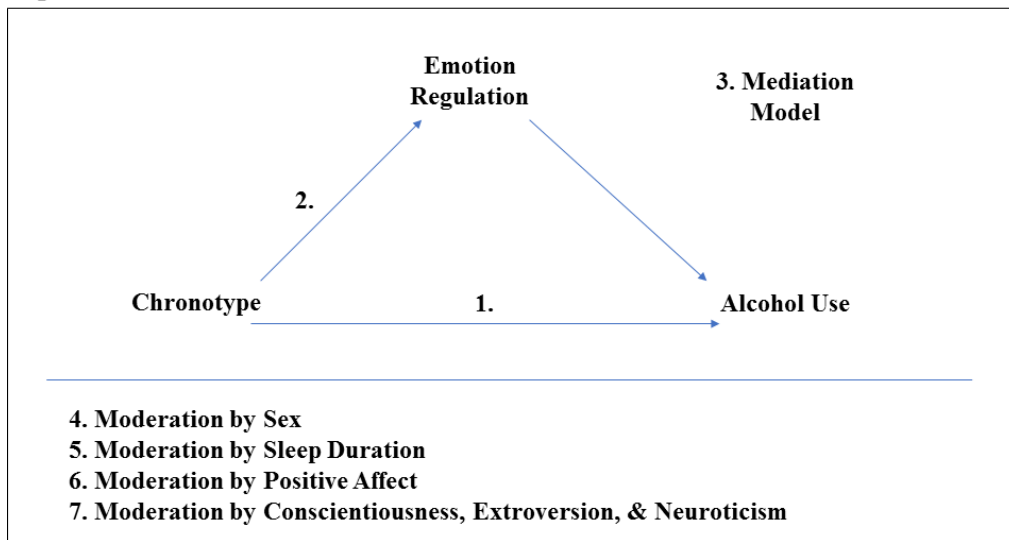 Emotion
Regulation
3. Mediation
Model
2.
Chronotype
1.
Alcohol Use
4. Moderation by Sex
5. Moderation by Sleep Duration
6. Moderation by Positive Affect
7. Moderation by Conscientiousness, Extroversion, & Neuroticism